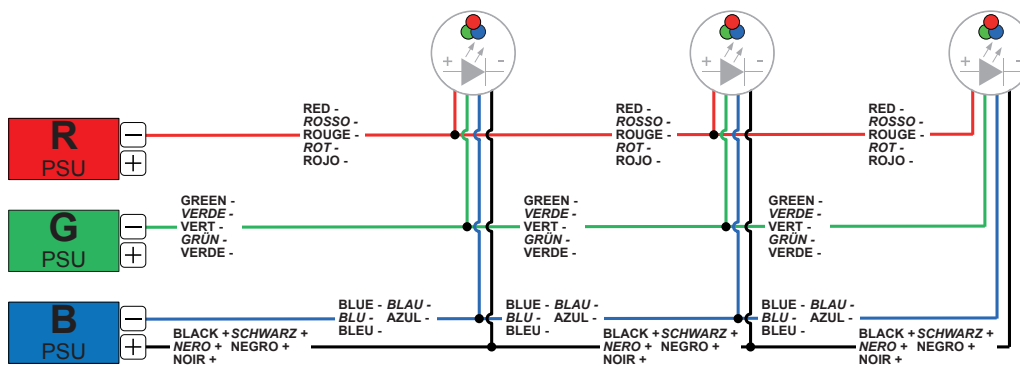 + -
+ -
+ -
RED -
ROSSO -
ROUGE -
ROT -
ROJO -
RED -
ROSSO -
ROUGE -
ROT -
ROJO -
RED -
ROSSO -
ROUGE -
ROT -
ROJO -
R
PSU
−
+
GREEN -
VERDE -
VERT -
GRÜN -
VERDE -
GREEN -
VERDE -
VERT -
GRÜN -
VERDE -
GREEN -
VERDE -
VERT -
GRÜN -
VERDE -
G
PSU
−
+
BLUE - BLAU -
BLU - AZUL -
BLEU -
BLUE - BLAU -
BLU - AZUL -
BLEU -
BLUE - BLAU -
BLU - AZUL -
BLEU -
B
PSU
−
+
BLACK + SCHWARZ +
NERO + NEGRO +
NOIR +
BLACK + SCHWARZ +
NERO + NEGRO +
NOIR +
BLACK + SCHWARZ +
NERO + NEGRO +
NOIR +